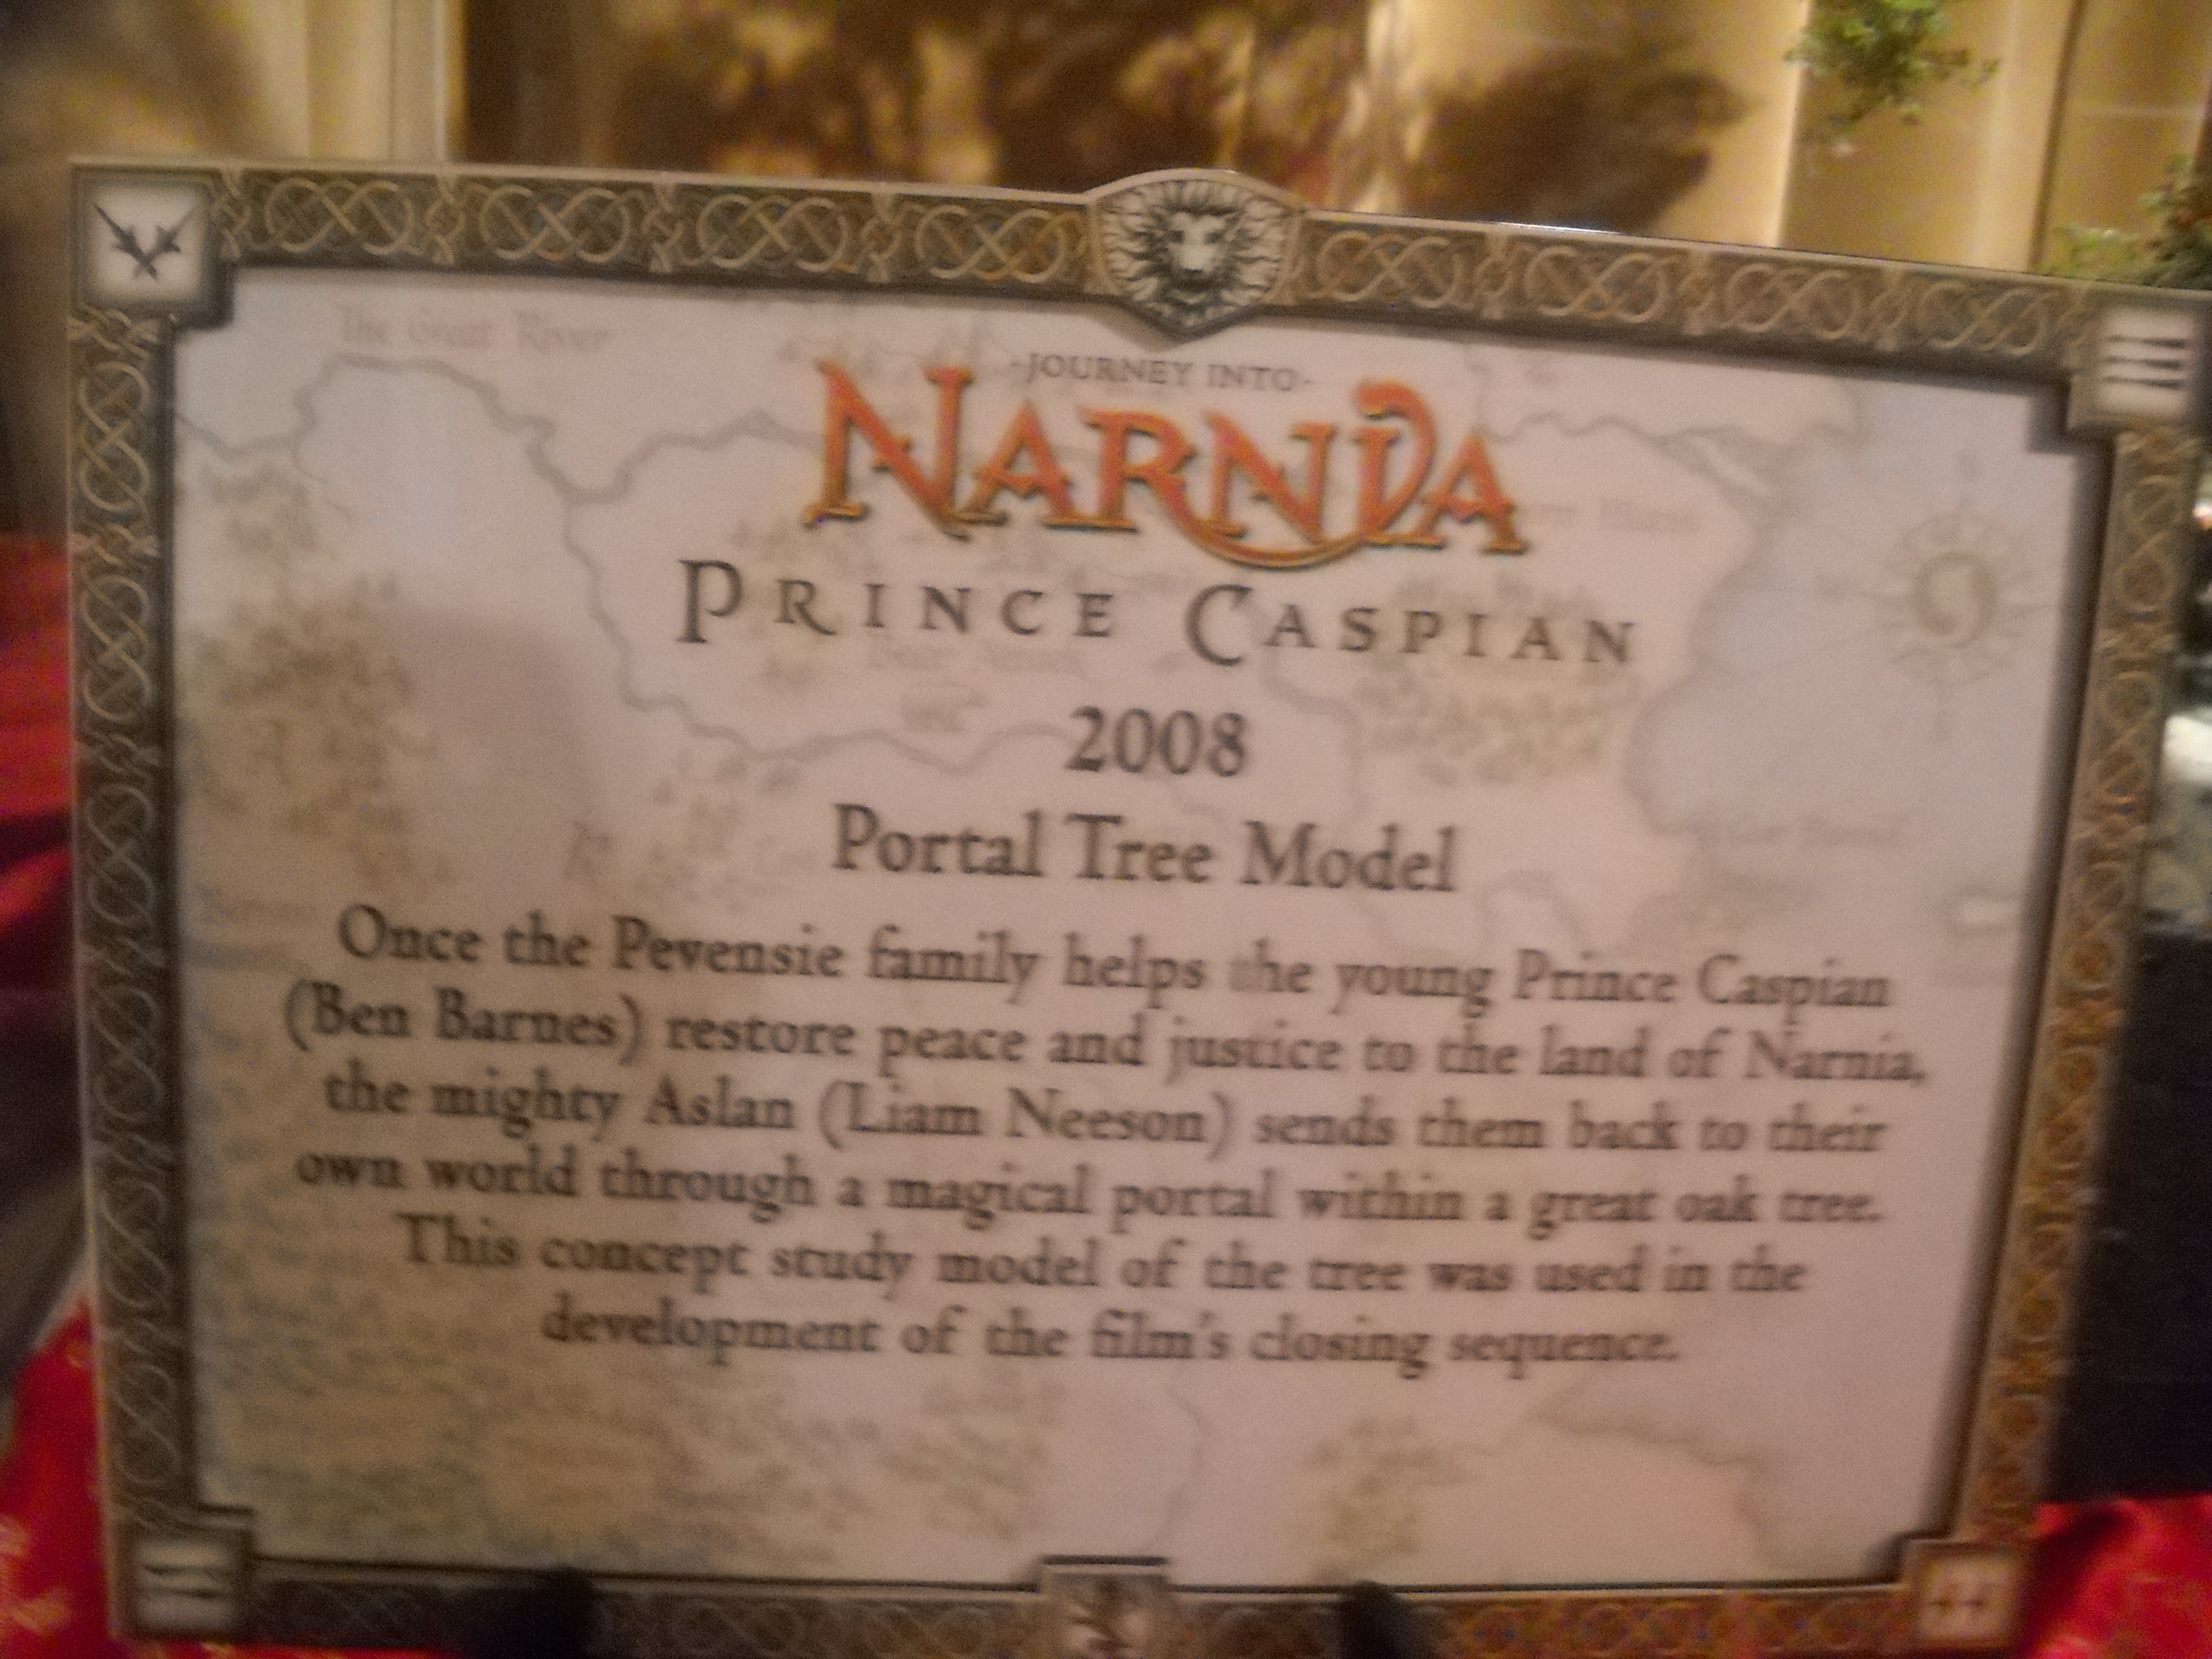 The Great River
-JOURNEY INTO-
NARNIA
PRINCE CASPIAN
2008
Portal Tree Model
Once the Pevensie family helps the young Prince Caspian
(Ben Barnes) restore peace and justice to the land of Narnia,
the mighty Aslan (Liam Neeson) sends them back to their
own world through a magical portal within a great oak tree.
This concept study model of the tree was used in the
development of the film's closing sequence.